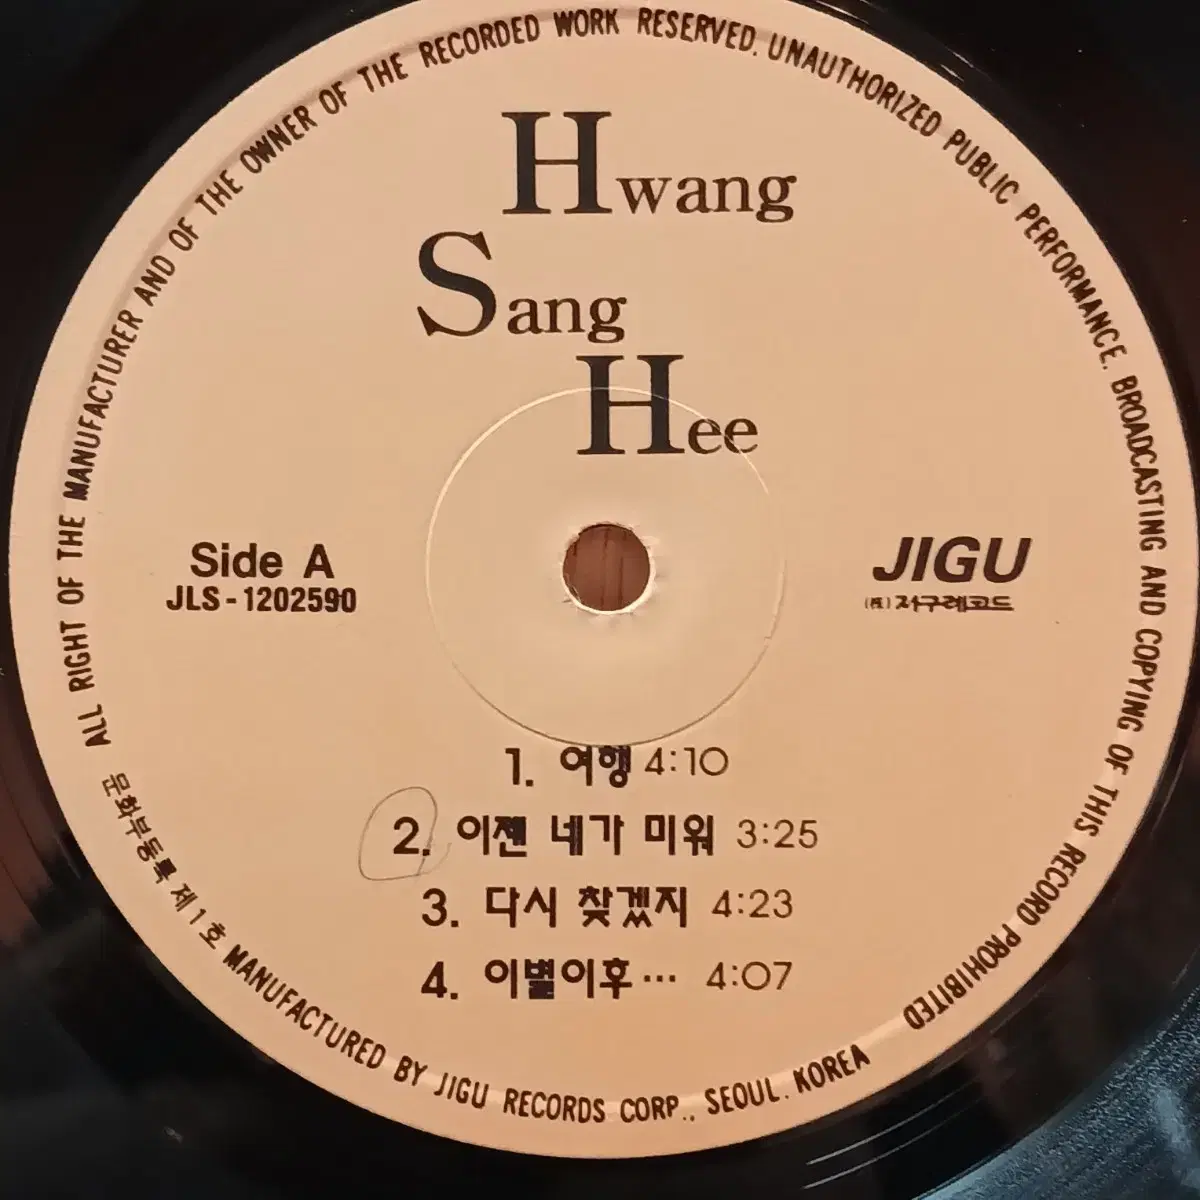 ALL RIGHT OF THE MANUFACTURER AND OF THE OWNER OF THE RECORDED WORK RESERVED. UNAUTHORIZED PUBLIC PERFORMANCE. BROADCASTING AND COPYING OF THIS RECORD PROHIBITED
Hwang
Sang
Hee
Side A
JLS-1202590
JIGU
(株) 지구레코드
1. 여행 4:10
2. 이젠 네가 미워 3:25
3. 다시 찾겠지 4:23
4. 이별이후… 4:07
문화부등록 제1호 MANUFACTURED BY JIGU RECORDS CORP., SEOUL. KOREA